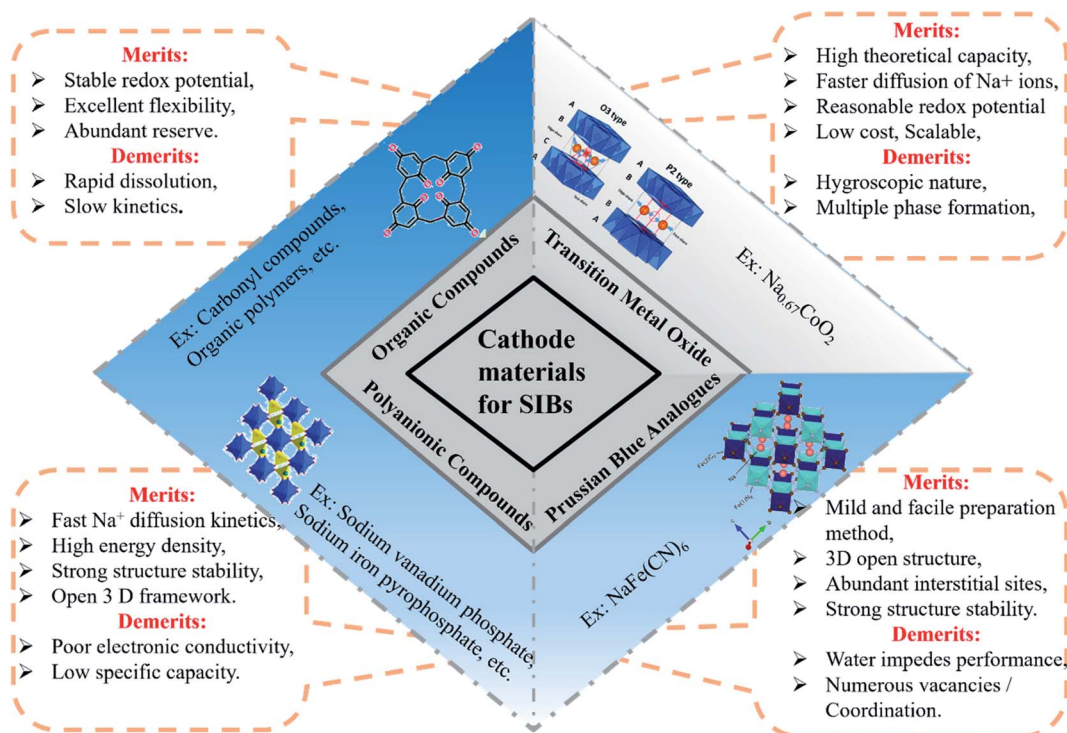 Merits:
➢ Stable redox potential,
➢ Excellent flexibility,
➢ Abundant reserve.
Demerits:
➢ Rapid dissolution,
➢ Slow kinetics.
Merits:
➢ High theoretical capacity,
➢ Faster diffusion of Na+ ions,
➢ Reasonable redox potential
➢ Low cost, Scalable,
Demerits:
➢ Hygroscopic nature,
➢ Multiple phase formation,
O3 type
A
B
C
A
P2 type
A
B
B
A
Ex: Carbonyl compounds,
Organic polymers, etc.
Ex: Na₀.₆₇CoO₂
Organic Compounds
Transition Metal Oxide
Cathode
materials
for SIBs
Polyanionic Compounds
Prussian Blue Analogues
Na
Ex: Sodium vanadium phosphate,
Sodium iron pyrophosphate, etc.
Ex: NaFe(CN)₆
Merits:
➢ Fast Na⁺ diffusion kinetics,
➢ High energy density,
➢ Strong structure stability,
➢ Open 3 D framework.
Demerits:
➢ Poor electronic conductivity,
➢ Low specific capacity.
Merits:
➢ Mild and facile preparation
method,
➢ 3D open structure,
➢ Abundant interstitial sites,
➢ Strong structure stability.
Demerits:
➢ Water impedes performance,
➢ Numerous vacancies /
Coordination.